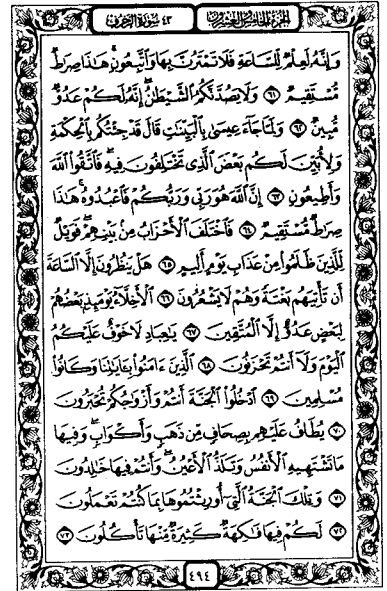 الجزء الخامس والعشرون ٤٣ سورة الزخرف
وَإِنَّهُۥ لَعِلۡمٞ لِّلسَّاعَةِ فَلَا تَمۡتَرُنَّ بِهَا وَٱتَّبِعُونِۚ هَٰذَا صِرَٰطٞ
مُّسۡتَقِيمٞ ٦١ وَلَا يَصُدَّنَّكُمُ ٱلشَّيۡطَٰنُۖ إِنَّهُۥ لَكُمۡ عَدُوّٞ
مُّبِينٞ ٦٢ وَلَمَّا جَآءَ عِيسَىٰ بِٱلۡبَيِّنَٰتِ قَالَ قَدۡ جِئۡتُكُم بِٱلۡحِكۡمَةِ
وَلِأُبَيِّنَ لَكُم بَعۡضَ ٱلَّذِي تَخۡتَلِفُونَ فِيهِۖ فَٱتَّقُواْ ٱللَّهَ
وَأَطِيعُونِ ٦٣ إِنَّ ٱللَّهَ هُوَ رَبِّي وَرَبُّكُمۡ فَٱعۡبُدُوهُۚ هَٰذَا
صِرَٰطٞ مُّسۡتَقِيمٞ ٦٤ فَٱخۡتَلَفَ ٱلۡأَحۡزَابُ مِنۢ بَيۡنِهِمۡۖ فَوَيۡلٞ
لِّلَّذِينَ ظَلَمُواْ مِنۡ عَذَابِ يَوۡمٍ أَلِيمٍ ٦٥ هَلۡ يَنظُرُونَ إِلَّا ٱلسَّاعَةَ
أَن تَأۡتِيَهُم بَغۡتَةٗ وَهُمۡ لَا يَشۡعُرُونَ ٦٦ ٱلۡأَخِلَّآءُ يَوۡمَئِذِۭ بَعۡضُهُمۡ
لِبَعۡضٍ عَدُوٌّ إِلَّا ٱلۡمُتَّقِينَ ٦٧ يَٰعِبَادِ لَا خَوۡفٌ عَلَيۡكُمُ
ٱلۡيَوۡمَ وَلَآ أَنتُمۡ تَحۡزَنُونَ ٦٨ ٱلَّذِينَ ءَامَنُواْ بِـَٔايَٰتِنَا وَكَانُواْ
مُسۡلِمِينَ ٦٩ ٱدۡخُلُواْ ٱلۡجَنَّةَ أَنتُمۡ وَأَزۡوَٰجُكُمۡ تُحۡبَرُونَ
٧٠ يُطَافُ عَلَيۡهِم بِصِحَافٖ مِّن ذَهَبٖ وَأَكۡوَابٖۖ وَفِيهَا
مَا تَشۡتَهِيهِ ٱلۡأَنفُسُ وَتَلَذُّ ٱلۡأَعۡيُنُۖ وَأَنتُمۡ فِيهَا خَٰلِدُونَ
٧١ وَتِلۡكَ ٱلۡجَنَّةُ ٱلَّتِيٓ أُورِثۡتُمُوهَا بِمَا كُنتُمۡ تَعۡمَلُونَ
٧٢ لَكُمۡ فِيهَا فَٰكِهَةٞ كَثِيرَةٞ مِّنۡهَا تَأۡكُلُونَ ٧٣
٤٩٤